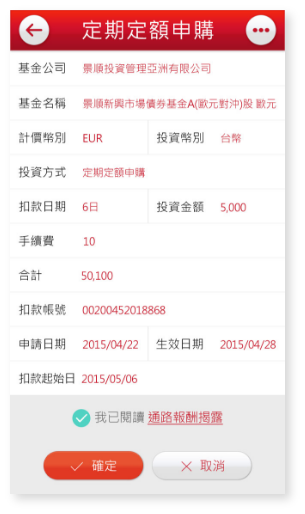 定期定額申購
基金公司 景順投資管理亞洲有限公司
基金名稱 景順新興市場債券基金A(歐元對沖)股 歐元
計價幣別 EUR 投資幣別 台幣
投資方式 定期定額申購
扣款日期 6日 投資金額 5,000
手續費 10
合計 50,100
扣款帳號 00200452018868
申請日期 2015/04/22 生效日期 2015/04/28
扣款起始日 2015/05/06
我已閱讀 通路報酬揭露
確定 取消